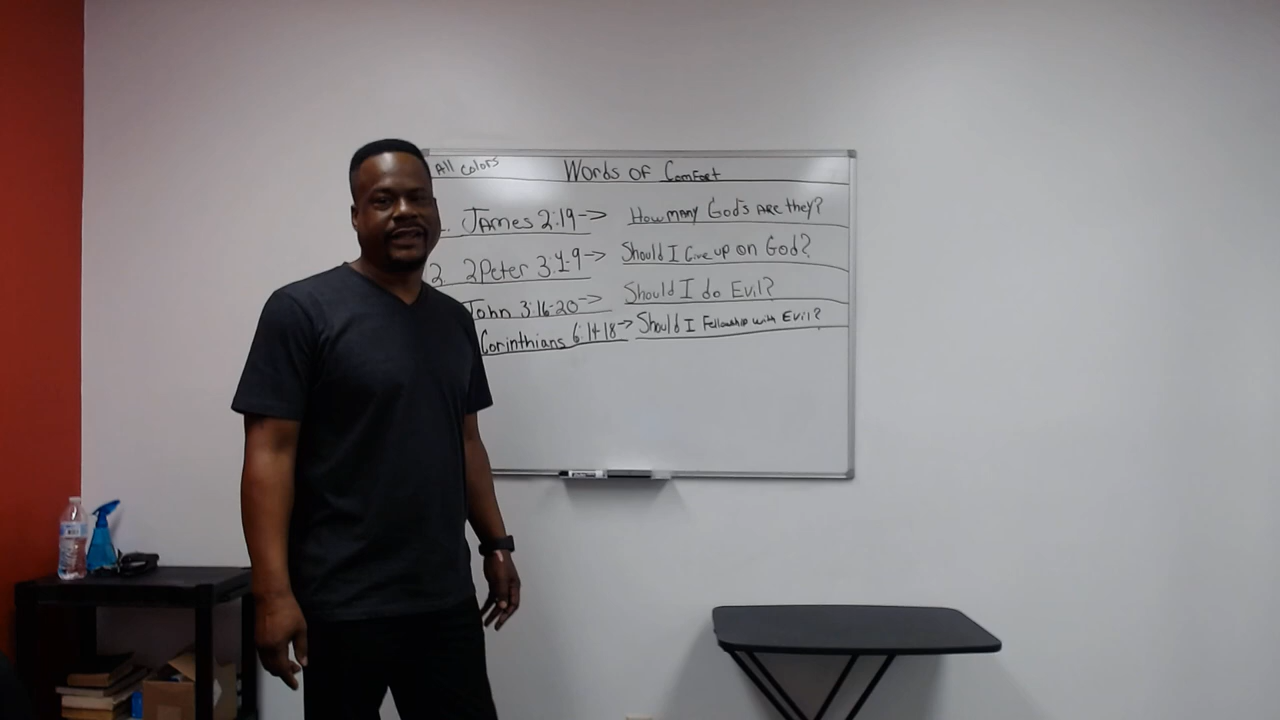 All colors
Words of Comfort
. James 2:19-> How many God's are they?
2. 2Peter 3:1-9-> Should I Give up on God?
John 3:16-20-> Should I do Evil?
Corinthians 6:14-18-> Should I Fellowship with Evil?